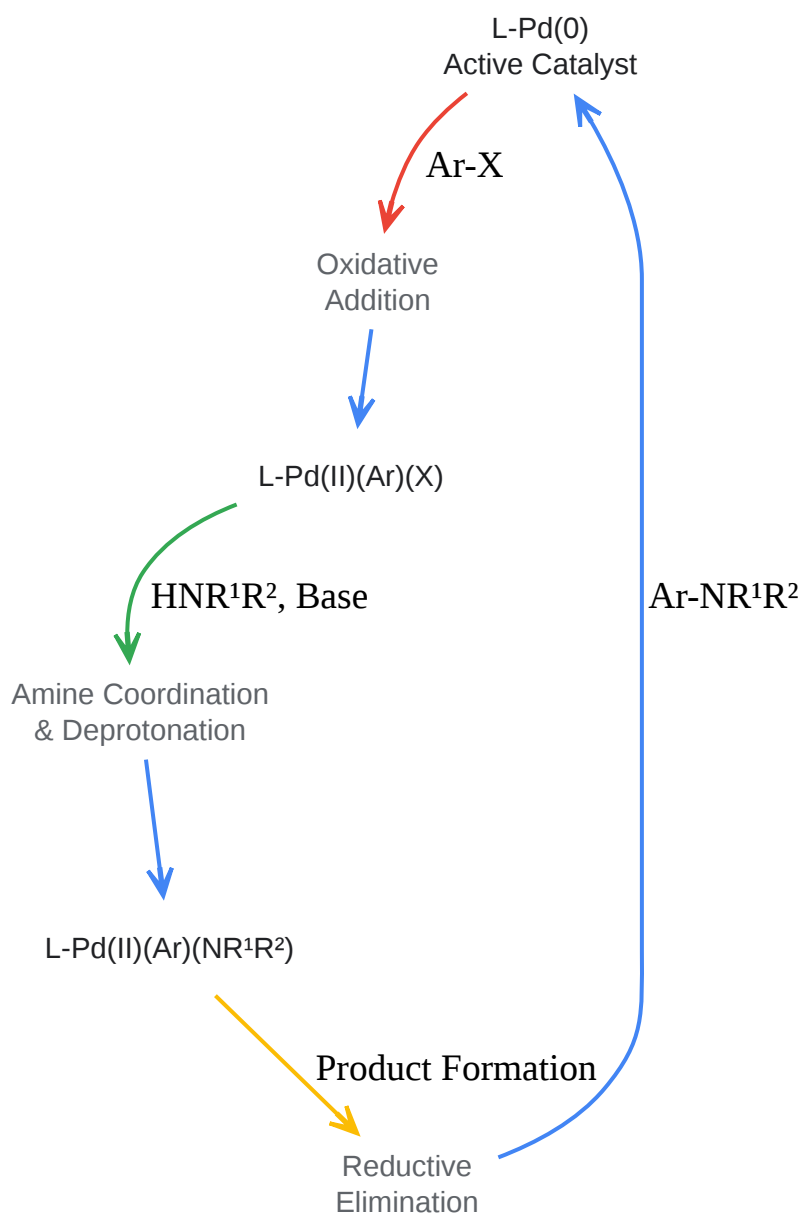 L-Pd(0)
Active Catalyst
Ar-X
Oxidative
Addition
L-Pd(II)(Ar)(X)
HNR¹R², Base
Ar-NR¹R²
Amine Coordination
& Deprotonation
L-Pd(II)(Ar)(NR¹R²)
Product Formation
Reductive
Elimination